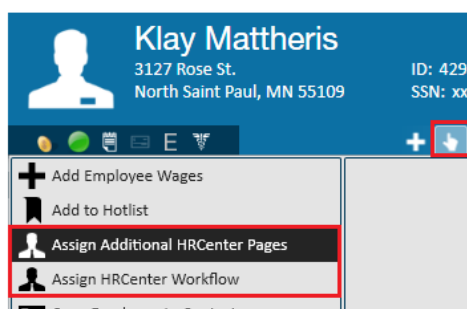 Klay Mattheris
3127 Rose St.
North Saint Paul, MN 55109
ID: 429
SSN: xx
E
Add Employee Wages
Add to Hotlist
Assign Additional HRCenter Pages
Assign HRCenter Workflow